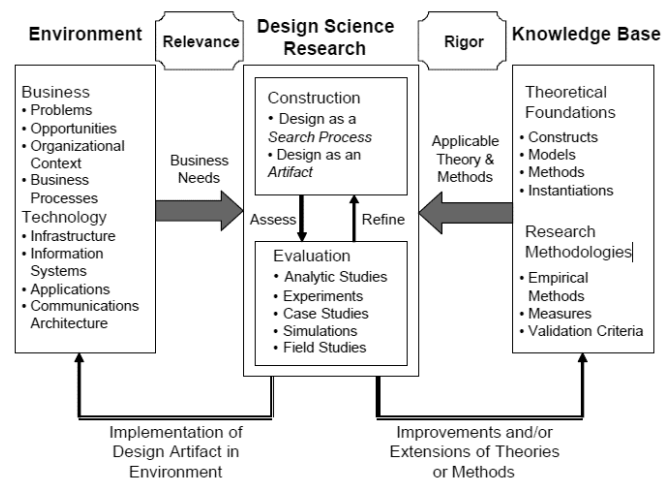 Environment
Relevance
Design Science
Research
Rigor
Knowledge Base
Business
• Problems
• Opportunities
• Organizational
Context
• Business
Processes
Technology
• Infrastructure
• Information
Systems
• Applications
• Communications
Architecture
Business
Needs
Construction
• Design as a
Search Process
• Design as an
Artifact
Assess
Refine
Evaluation
• Analytic Studies
• Experiments
• Case Studies
• Simulations
• Field Studies
Applicable
Theory &
Methods
Theoretical
Foundations
• Constructs
• Models
• Methods
• Instantiations
Research
Methodologies
• Empirical
Methods
• Measures
• Validation Criteria
Implementation of
Design Artifact in
Environment
Improvements and/or
Extensions of Theories
or Methods